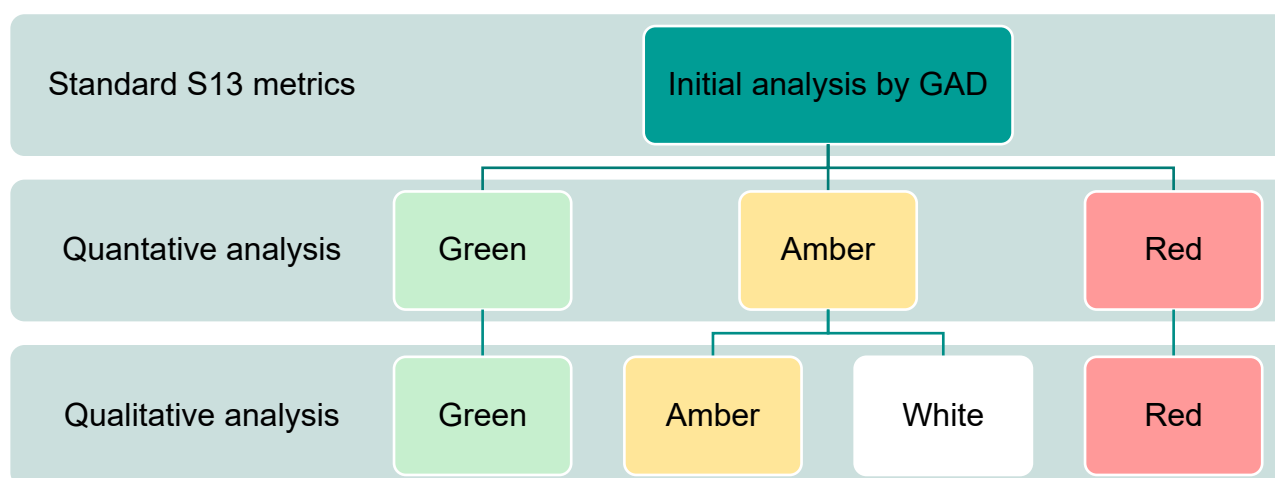 Standard S13 metrics
Initial analysis by GAD
Quantative analysis
Green
Amber
Red
Qualitative analysis
Green
Amber
White
Red